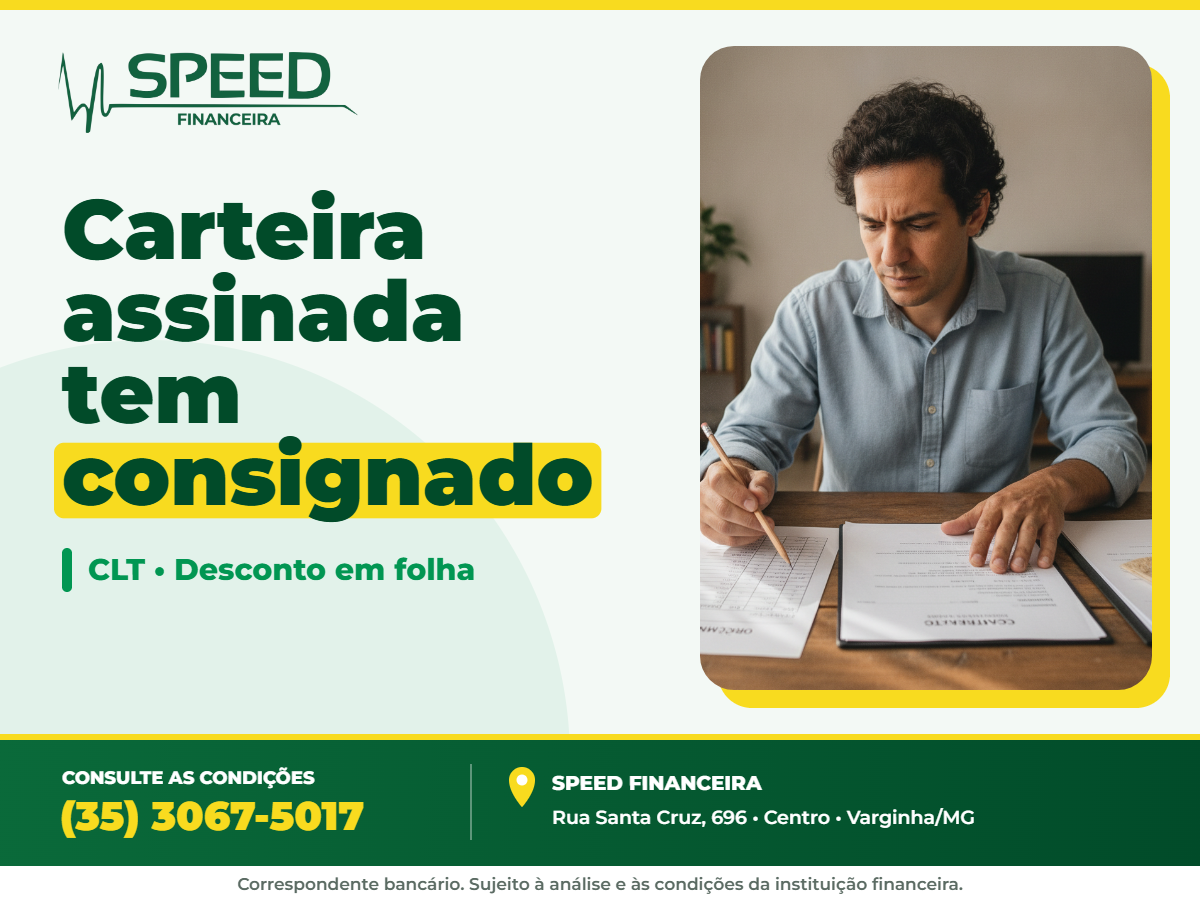 SPEED
FINANCEIRA
Carteira
assinada
tem
consignado
CLT • Desconto em folha
CONSULTE AS CONDIÇÕES
(35) 3067-5017
SPEED FINANCEIRA
Rua Santa Cruz, 696 • Centro • Varginha/MG
Correspondente bancário. Sujeito à análise e às condições da instituição financeira.